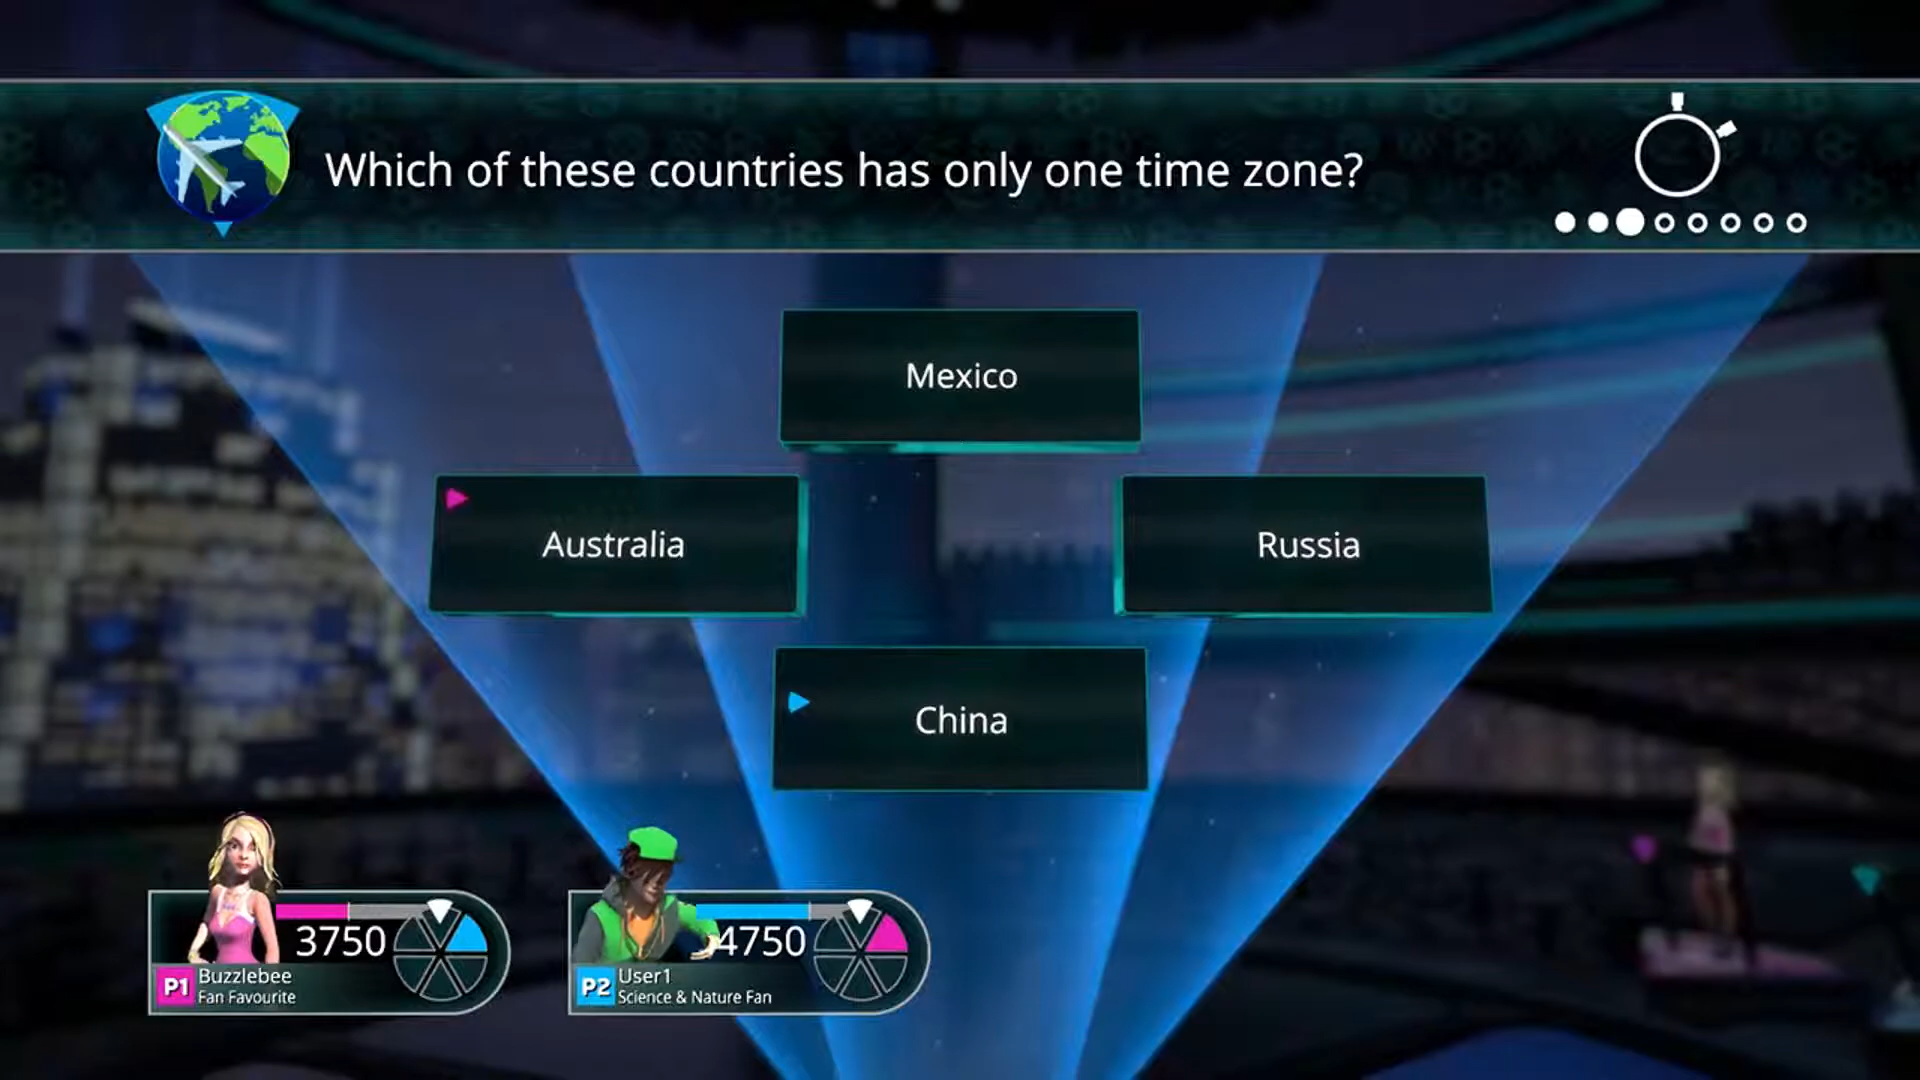 Which of these countries has only one time zone?
Mexico
Australia
Russia
China
3750
P1
Buzzlebee
Fan Favourite
4750
P2
User1
Science & Nature Fan